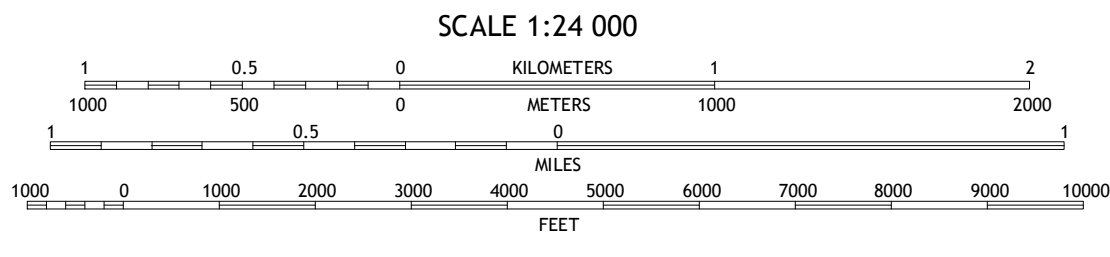 SCALE 1:24 000
1 0.5 0 KILOMETERS 1 2
1000 500 0 METERS 1000 2000
1 0.5 0 1
MILES
1000 0 1000 2000 3000 4000 5000 6000 7000 8000 9000 10000
FEET